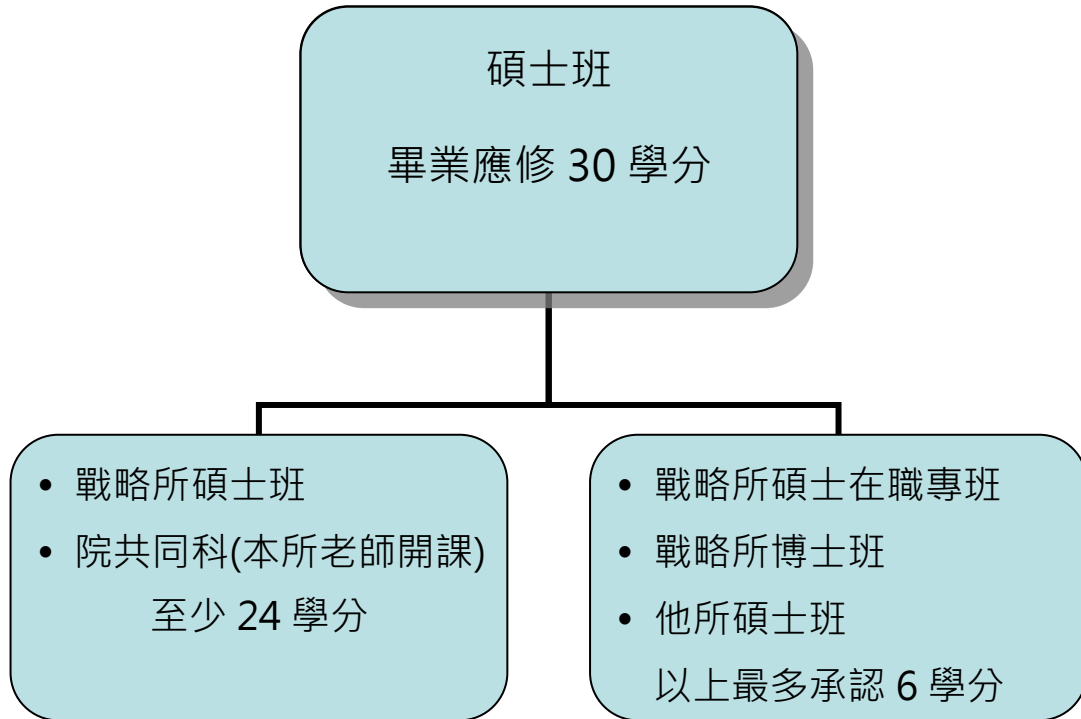 碩士班
畢業應修 30 學分
• 戰略所碩士班
• 院共同科(本所老師開課)
至少 24 學分
• 戰略所碩士在職專班
• 戰略所博士班
• 他所碩士班
以上最多承認 6 學分